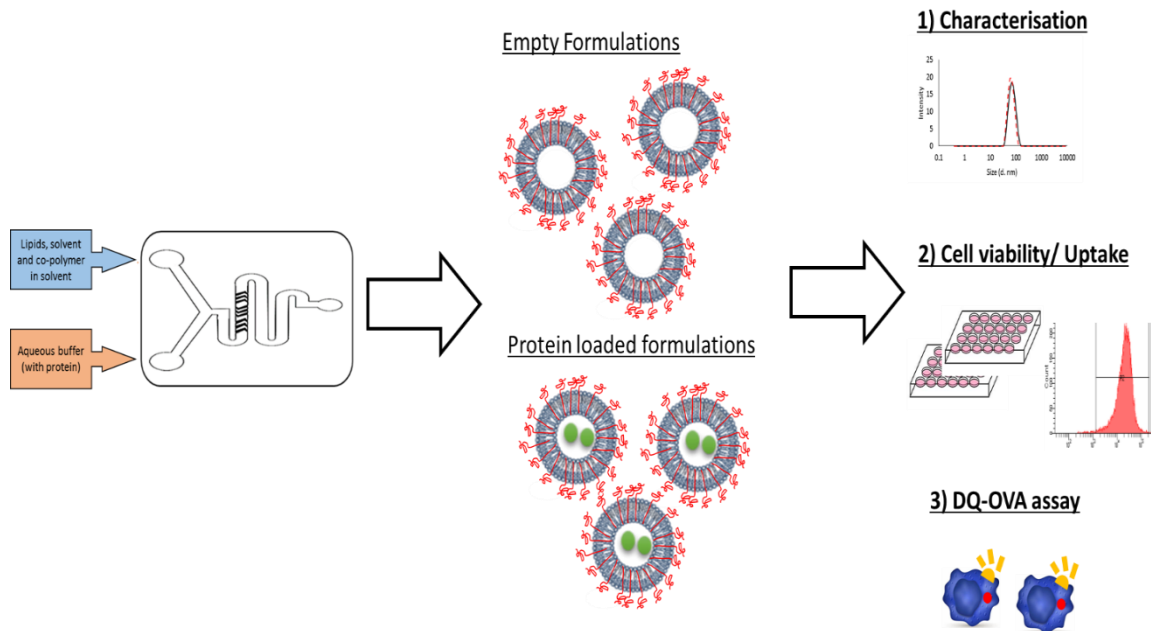 Lipids, solvent
and co-polymer
in solvent
Aqueous buffer
(with protein)
Empty Formulations
Protein loaded formulations
1) Characterisation
Intensity
25
20
15
10
5
0
0.1 1 10 100 1000 10000
Size (d. nm)
2) Cell viability/ Uptake
Count
3) DQ-OVA assay